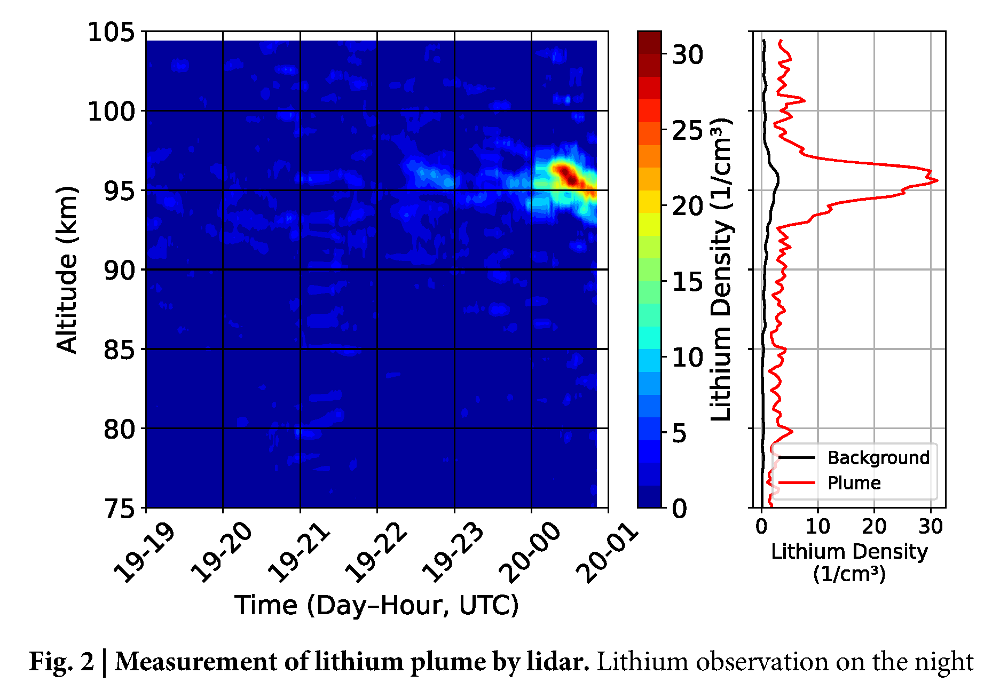 105
100
95
90
85
80
75
Altitude (km)
19-19
19-20
19-21
19-22
19-23
20-00
20-01
Time (Day–Hour, UTC)
30
25
20
15
10
5
0
Lithium Density (1/cm³)
Background
Plume
0 10 20 30
Lithium Density
(1/cm³)
Fig. 2 | Measurement of lithium plume by lidar. Lithium observation on the night